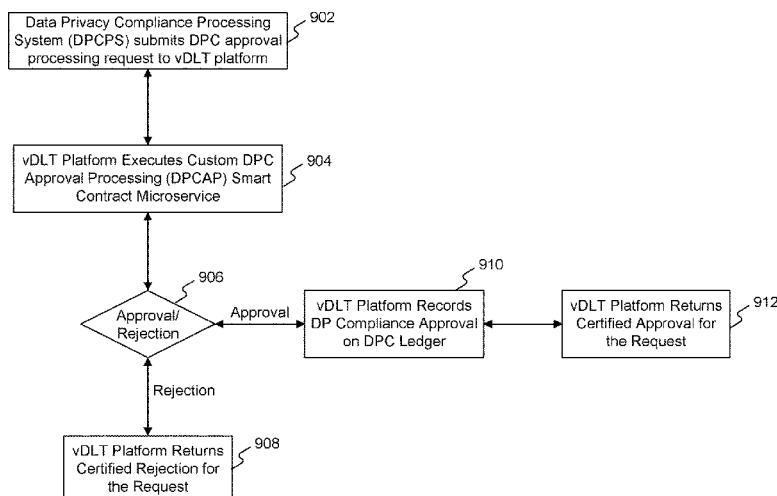 Data Privacy Compliance Processing
System (DPCPS) submits DPC approval
processing request to vDLT platform
902
vDLT Platform Executes Custom DPC
Approval Processing (DPCAP) Smart
Contract Microservice
904
906
Approval/
Rejection
Approval
910
vDLT Platform Records
DP Compliance Approval
on DPC Ledger
vDLT Platform Returns
Certified Approval for
the Request
912
Rejection
vDLT Platform Returns
Certified Rejection for
the Request
908